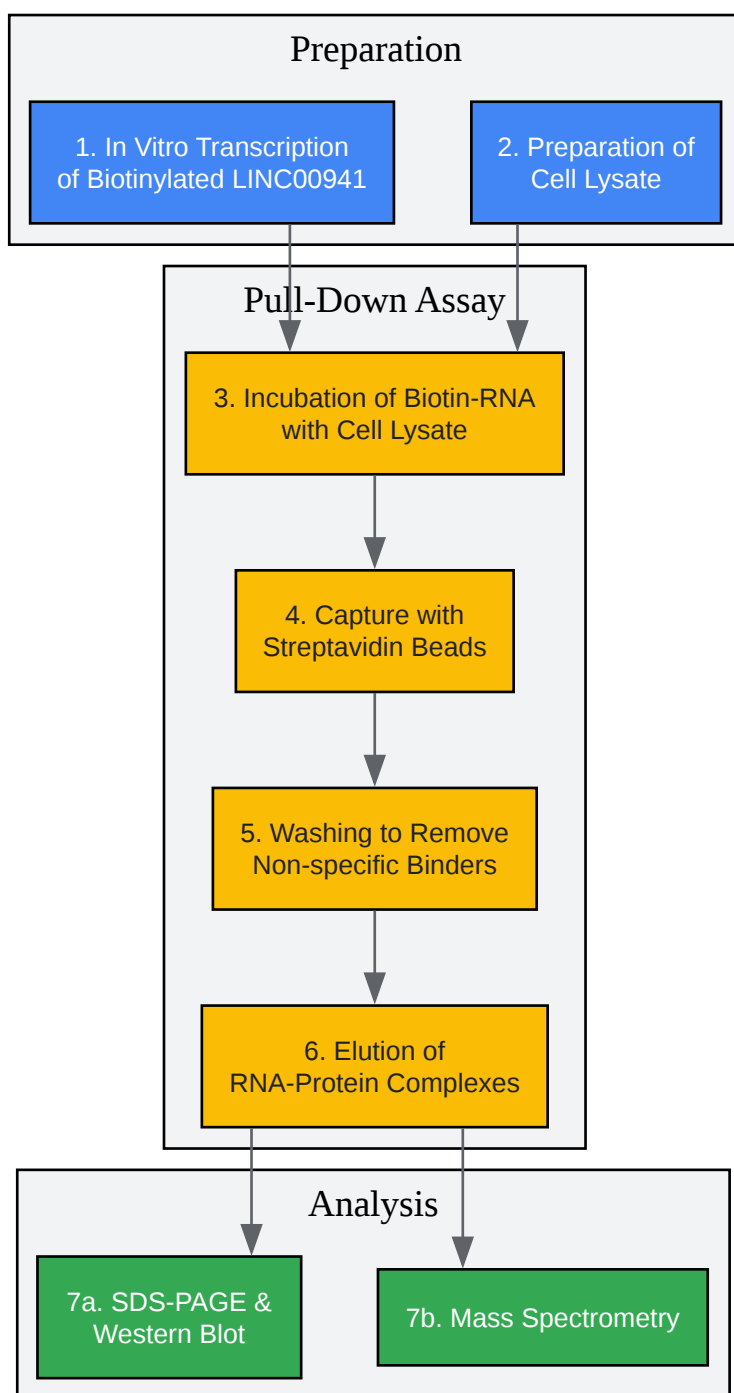 Preparation
1. In Vitro Transcription
of Biotinylated LINC00941
2. Preparation of
Cell Lysate
Pull-Down Assay
3. Incubation of Biotin-RNA
with Cell Lysate
4. Capture with
Streptavidin Beads
5. Washing to Remove
Non-specific Binders
6. Elution of
RNA-Protein Complexes
Analysis
7a. SDS-PAGE &
Western Blot
7b. Mass Spectrometry